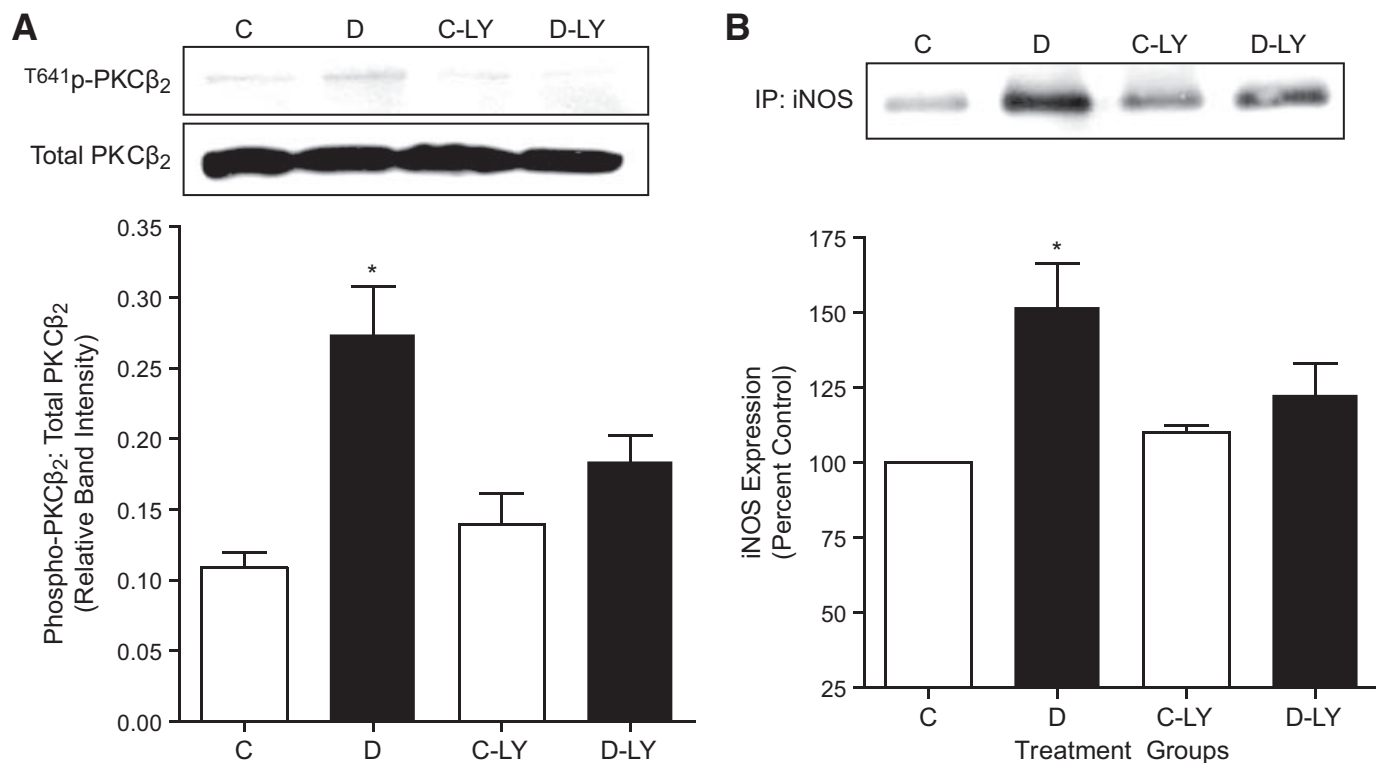 A
C D C-LY D-LY
T641p-PKCβ2
Total PKCβ2
0.35
0.30
0.25
0.20
0.15
0.10
0.05
0.00
Phospho-PKCβ2: Total PKCβ2
(Relative Band Intensity)
*
C D C-LY D-LY
B
C D C-LY D-LY
IP: iNOS
175
150
125
100
75
50
25
iNOS Expression
(Percent Control)
*
C D C-LY D-LY
Treatment Groups